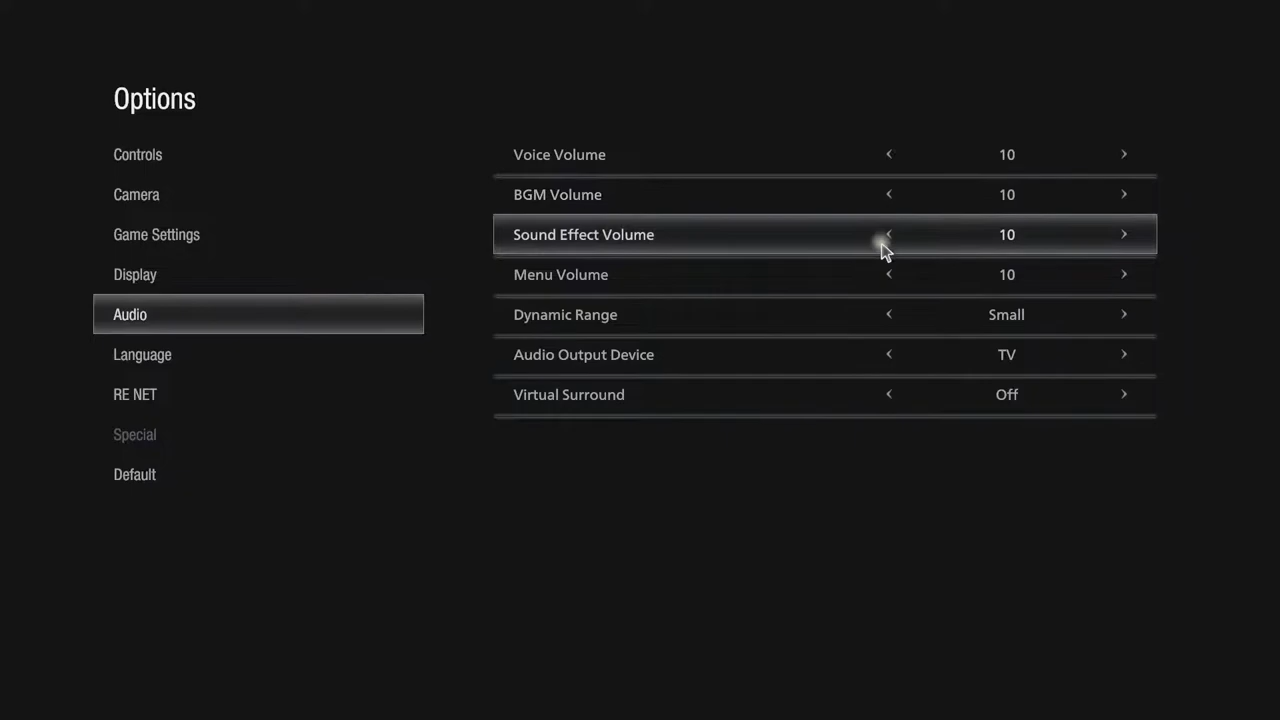 Options
Controls
Camera
Game Settings
Display
Audio
Language
RE NET
Special
Default
Voice Volume 10
BGM Volume 10
Sound Effect Volume 10
Menu Volume 10
Dynamic Range Small
Audio Output Device TV
Virtual Surround Off